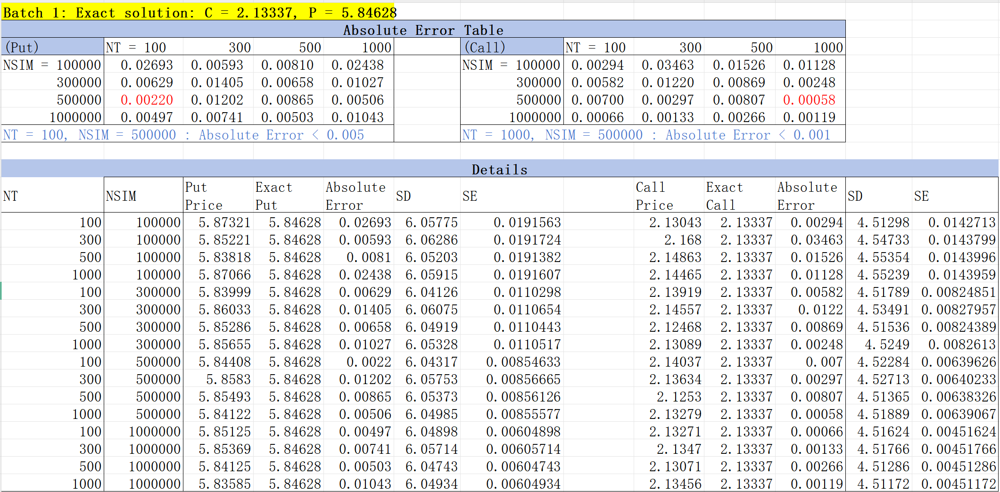 Batch 1: Exact solution: C = 2.13337, P = 5.84628
Absolute Error Table
(Put) NT = 100 300 500 1000 (Call) NT = 100 300 500 1000
NSIM = 100000 0.02693 0.00593 0.00810 0.02438 NSIM = 100000 0.00294 0.03463 0.01526 0.01128
300000 0.00629 0.01405 0.00658 0.01027 300000 0.00582 0.01220 0.00869 0.00248
500000 0.00220 0.01202 0.00865 0.00506 500000 0.00700 0.00297 0.00807 0.00058
1000000 0.00497 0.00741 0.00503 0.01043 1000000 0.00066 0.00133 0.00266 0.00119
NT = 100, NSIM = 500000 : Absolute Error < 0.005 NT = 1000, NSIM = 500000 : Absolute Error < 0.001
Details
NT NSIM Put Price Exact Put Absolute Error SD SE Call Price Exact Call Absolute Error SD SE
100 100000 5.87321 5.84628 0.02693 6.05775 0.0191563 2.13043 2.13337 0.00294 4.51298 0.0142713
300 100000 5.85221 5.84628 0.00593 6.06286 0.0191724 2.168 2.13337 0.03463 4.54733 0.0143799
500 100000 5.83818 5.84628 0.0081 6.05203 0.0191382 2.14863 2.13337 0.01526 4.55354 0.0143996
1000 100000 5.87066 5.84628 0.02438 6.05915 0.0191607 2.14465 2.13337 0.01128 4.55239 0.0143959
100 300000 5.83999 5.84628 0.00629 6.04126 0.0110298 2.13919 2.13337 0.00582 4.51789 0.00824851
300 300000 5.86033 5.84628 0.01405 6.06075 0.0110654 2.14557 2.13337 0.0122 4.53491 0.00827957
500 300000 5.85286 5.84628 0.00658 6.04919 0.0110443 2.12468 2.13337 0.00869 4.51536 0.00824389
1000 300000 5.85655 5.84628 0.01027 6.05328 0.0110517 2.13089 2.13337 0.00248 4.5249 0.0082613
100 500000 5.84408 5.84628 0.0022 6.04317 0.00854633 2.14037 2.13337 0.007 4.52284 0.00639626
300 500000 5.8583 5.84628 0.01202 6.05753 0.00856665 2.13634 2.13337 0.00297 4.52713 0.00640233
500 500000 5.85493 5.84628 0.00865 6.05373 0.00856126 2.1253 2.13337 0.00807 4.51365 0.00638326
1000 500000 5.84122 5.84628 0.00506 6.04985 0.00855577 2.13279 2.13337 0.00058 4.51889 0.00639067
100 1000000 5.85125 5.84628 0.00497 6.04898 0.00604898 2.13271 2.13337 0.00066 4.51624 0.00451624
300 1000000 5.85369 5.84628 0.00741 6.05714 0.00605714 2.1347 2.13337 0.00133 4.51766 0.00451766
500 1000000 5.84125 5.84628 0.00503 6.04743 0.00604743 2.13071 2.13337 0.00266 4.51286 0.00451286
1000 1000000 5.83585 5.84628 0.01043 6.04934 0.00604934 2.13456 2.13337 0.00119 4.51172 0.00451172